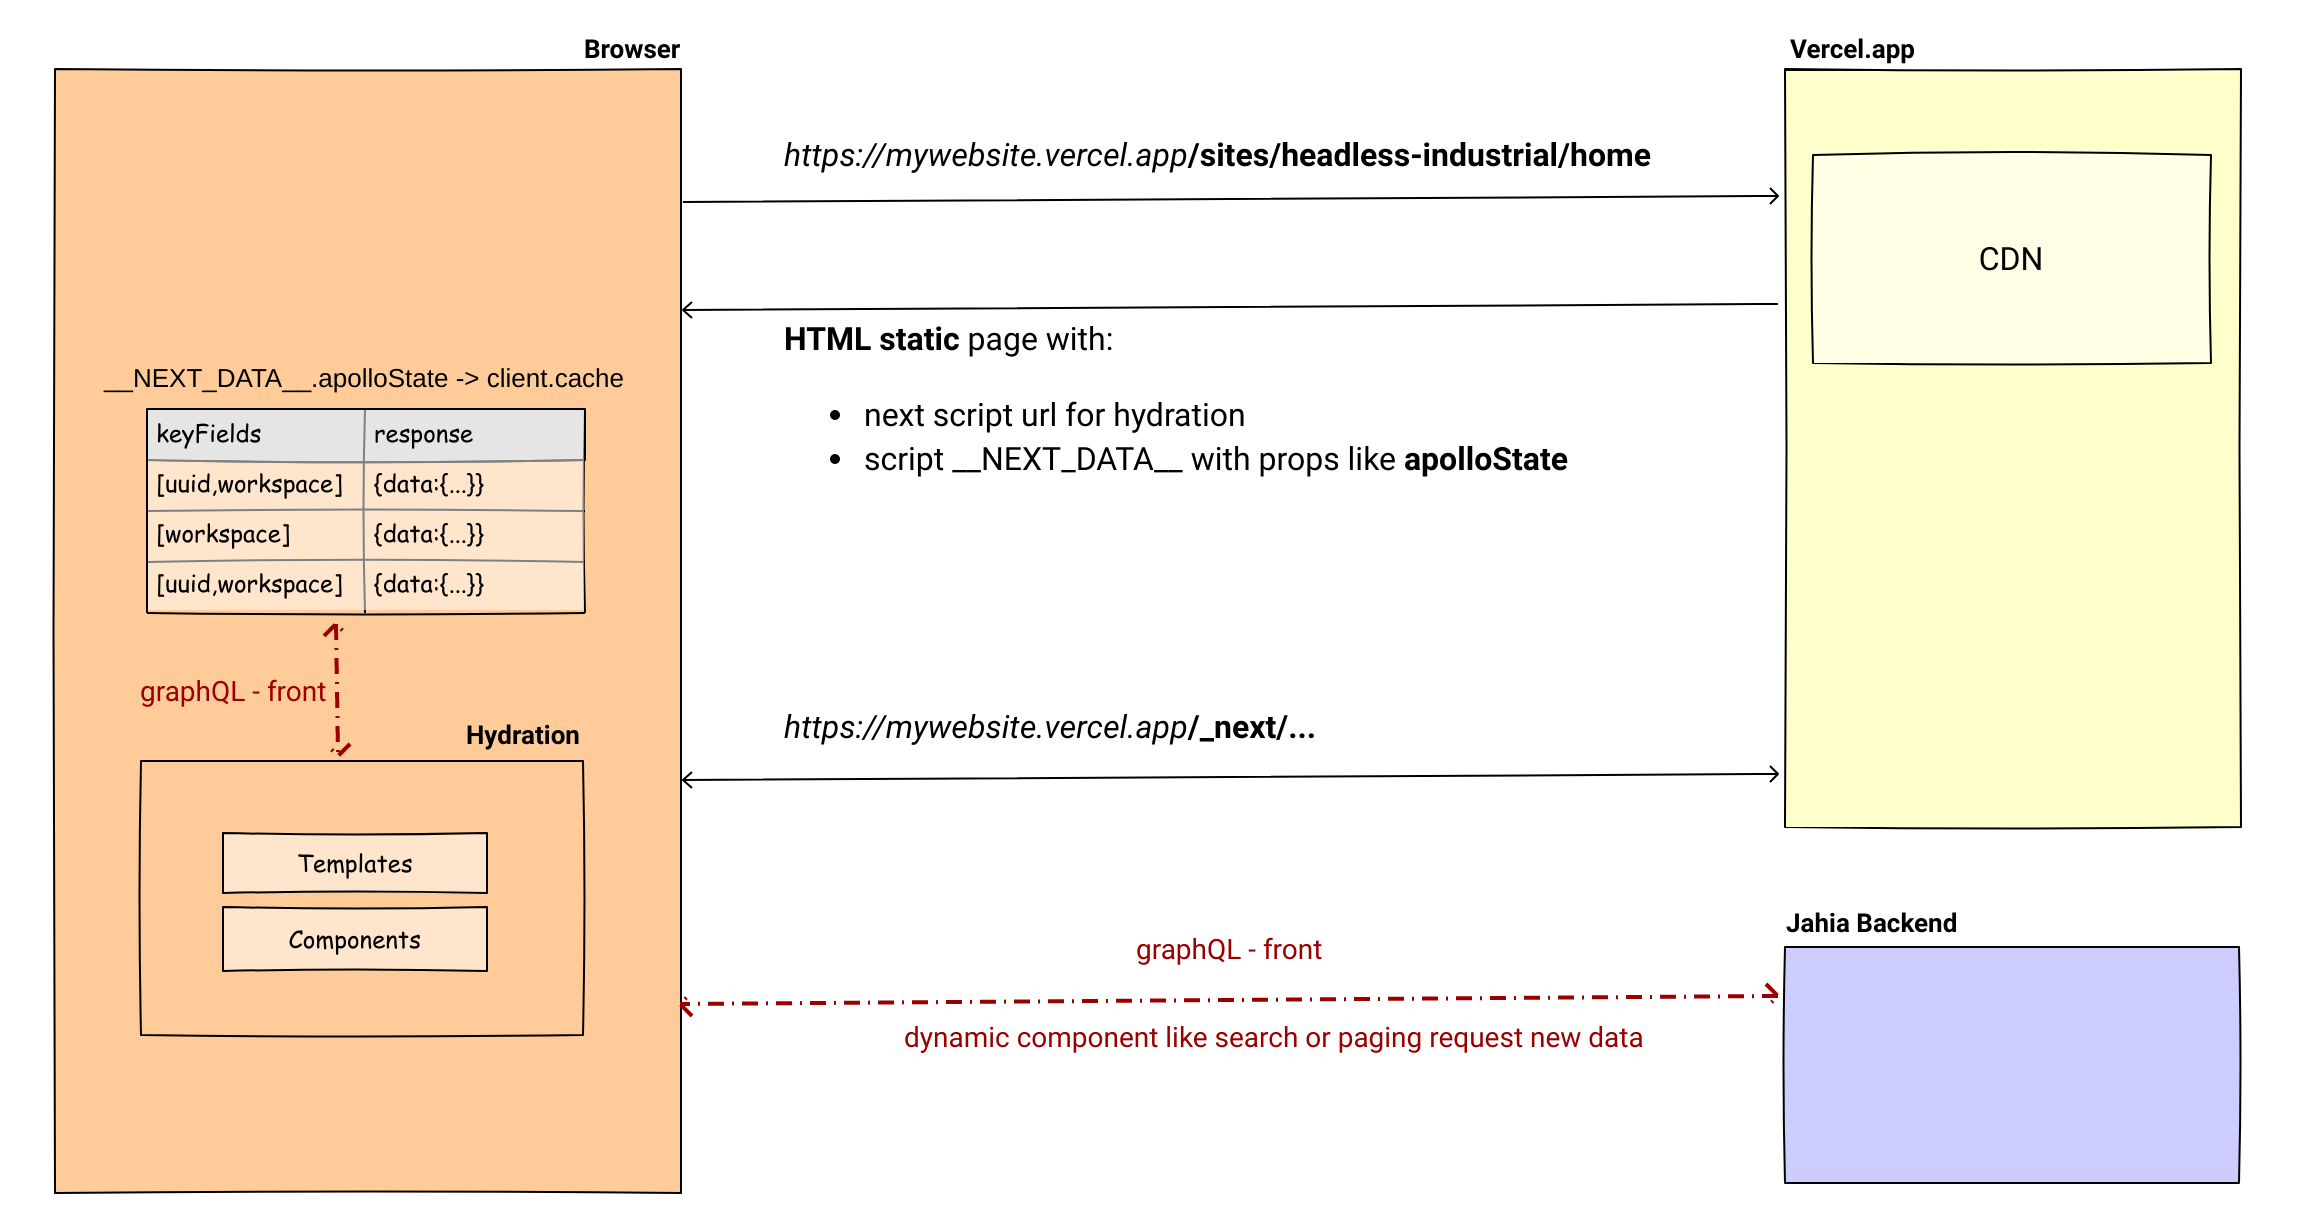 Browser
Vercel.app
https://mywebsite.vercel.app/sites/headless-industrial/home
CDN
HTML static page with:
• next script url for hydration
• script __NEXT_DATA__ with props like apolloState
__NEXT_DATA__.apolloState -> client.cache
keyFields response
[uuid,workspace] {data:{...}}
[workspace] {data:{...}}
[uuid,workspace] {data:{...}}
graphQL - front
Hydration
Templates
Components
https://mywebsite.vercel.app/_next/...
Jahia Backend
graphQL - front
dynamic component like search or paging request new data